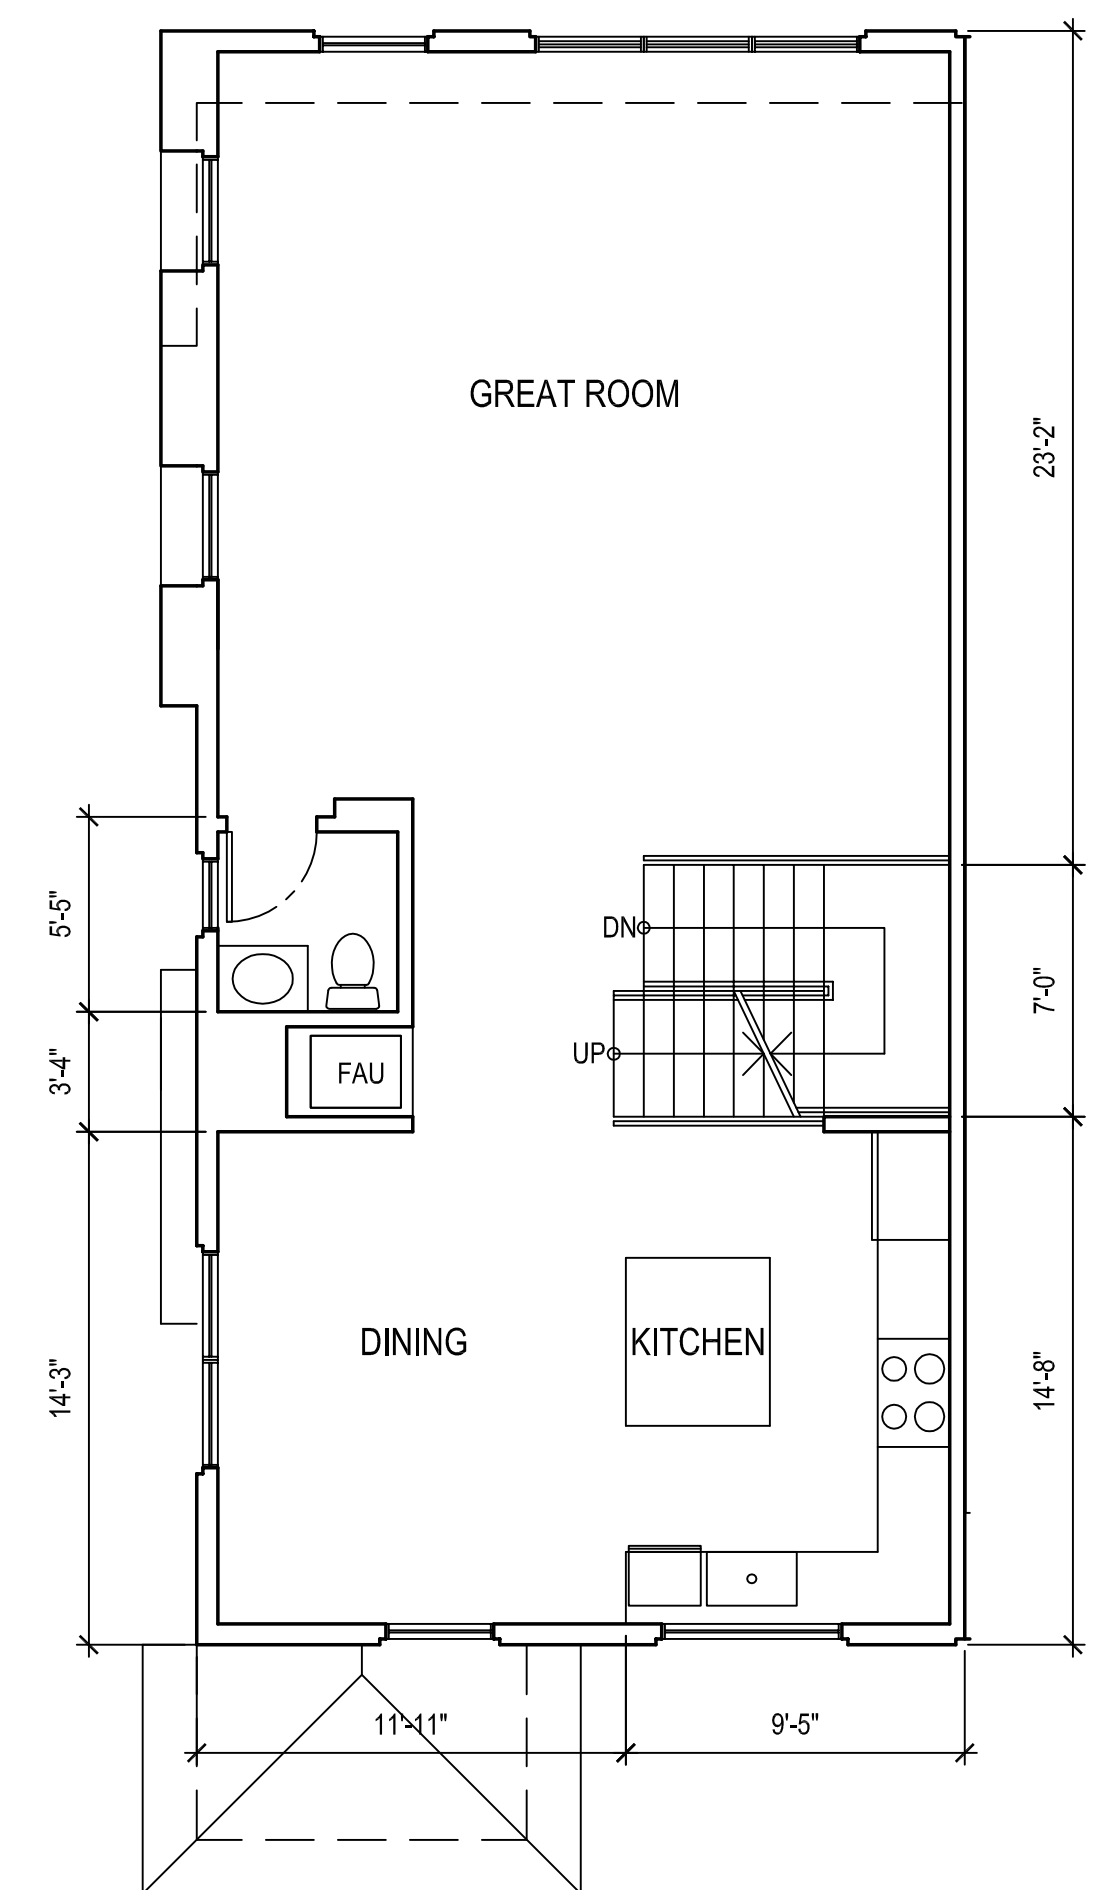 GREAT ROOM
23'-2"
5'-5"
DN
7'-0"
UP
3'-4"
FAU
DINING
KITCHEN
14'-3"
14'-8"
11'-11"
9'-5"